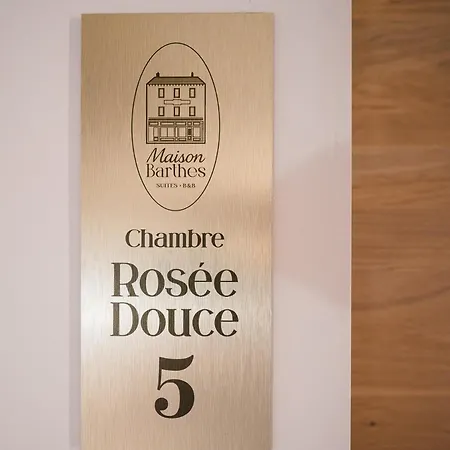 Maison
Barthes
SUITES • B&B
Chambre
Rosée
Douce
5